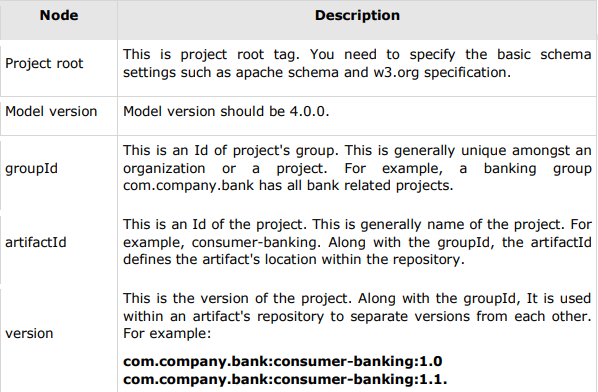 Node Description
Project root
This is project root tag. You need to specify the basic schema
settings such as apache schema and w3.org specification.
Model version
Model version should be 4.0.0.
groupId
This is an Id of project's group. This is generally unique amongst an
organization or a project. For example, a banking group
com.company.bank has all bank related projects.
artifactId
This is an Id of the project. This is generally name of the project. For
example, consumer-banking. Along with the groupId, the artifactId
defines the artifact's location within the repository.
version
This is the version of the project. Along with the groupId, It is used
within an artifact's repository to separate versions from each other.
For example:
com.company.bank:consumer-banking:1.0
com.company.bank:consumer-banking:1.1.